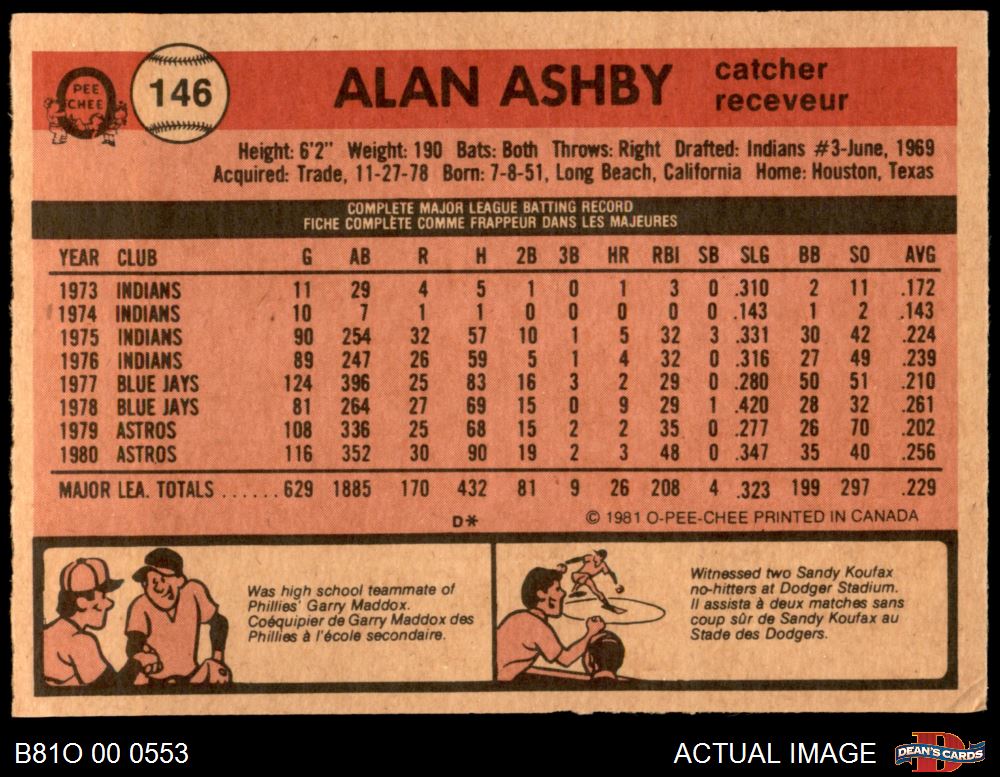 PEE
CHEE
146
ALAN ASHBY
catcher
receveur
Height: 6'2" Weight: 190 Bats: Both Throws: Right Drafted: Indians #3-June, 1969
Acquired: Trade, 11-27-78 Born: 7-8-51, Long Beach, California Home: Houston, Texas
COMPLETE MAJOR LEAGUE BATTING RECORD
FICHE COMPLÈTE COMME FRAPPEUR DANS LES MAJEURES
YEAR CLUB G AB R H 2B 3B HR RBI SB SLG BB SO AVG
1973 INDIANS 11 29 4 5 1 0 1 3 0 .310 2 11 .172
1974 INDIANS 10 7 1 1 0 0 0 0 0 .143 1 2 .143
1975 INDIANS 90 254 32 57 10 1 5 32 3 .331 30 42 .224
1976 INDIANS 89 247 26 59 5 1 4 32 0 .316 27 49 .239
1977 BLUE JAYS 124 396 25 83 16 3 2 29 0 .280 50 51 .210
1978 BLUE JAYS 81 264 27 69 15 0 9 29 1 .420 28 32 .261
1979 ASTROS 108 336 25 68 15 2 2 35 0 .277 26 70 .202
1980 ASTROS 116 352 30 90 19 2 3 48 0 .347 35 40 .256
MAJOR LEA. TOTALS ...... 629 1885 170 432 81 9 26 208 4 .323 199 297 .229
D* © 1981 O-PEE-CHEE PRINTED IN CANADA
Was high school teammate of
Phillies' Garry Maddox.
Coéquipier de Garry Maddox des
Phillies à l'école secondaire.
Witnessed two Sandy Koufax
no-hitters at Dodger Stadium.
Il assista à deux matches sans
coup sûr de Sandy Koufax au
Stade des Dodgers.
B81O 00 0553
ACTUAL IMAGE
D
DEAN'S CARDS